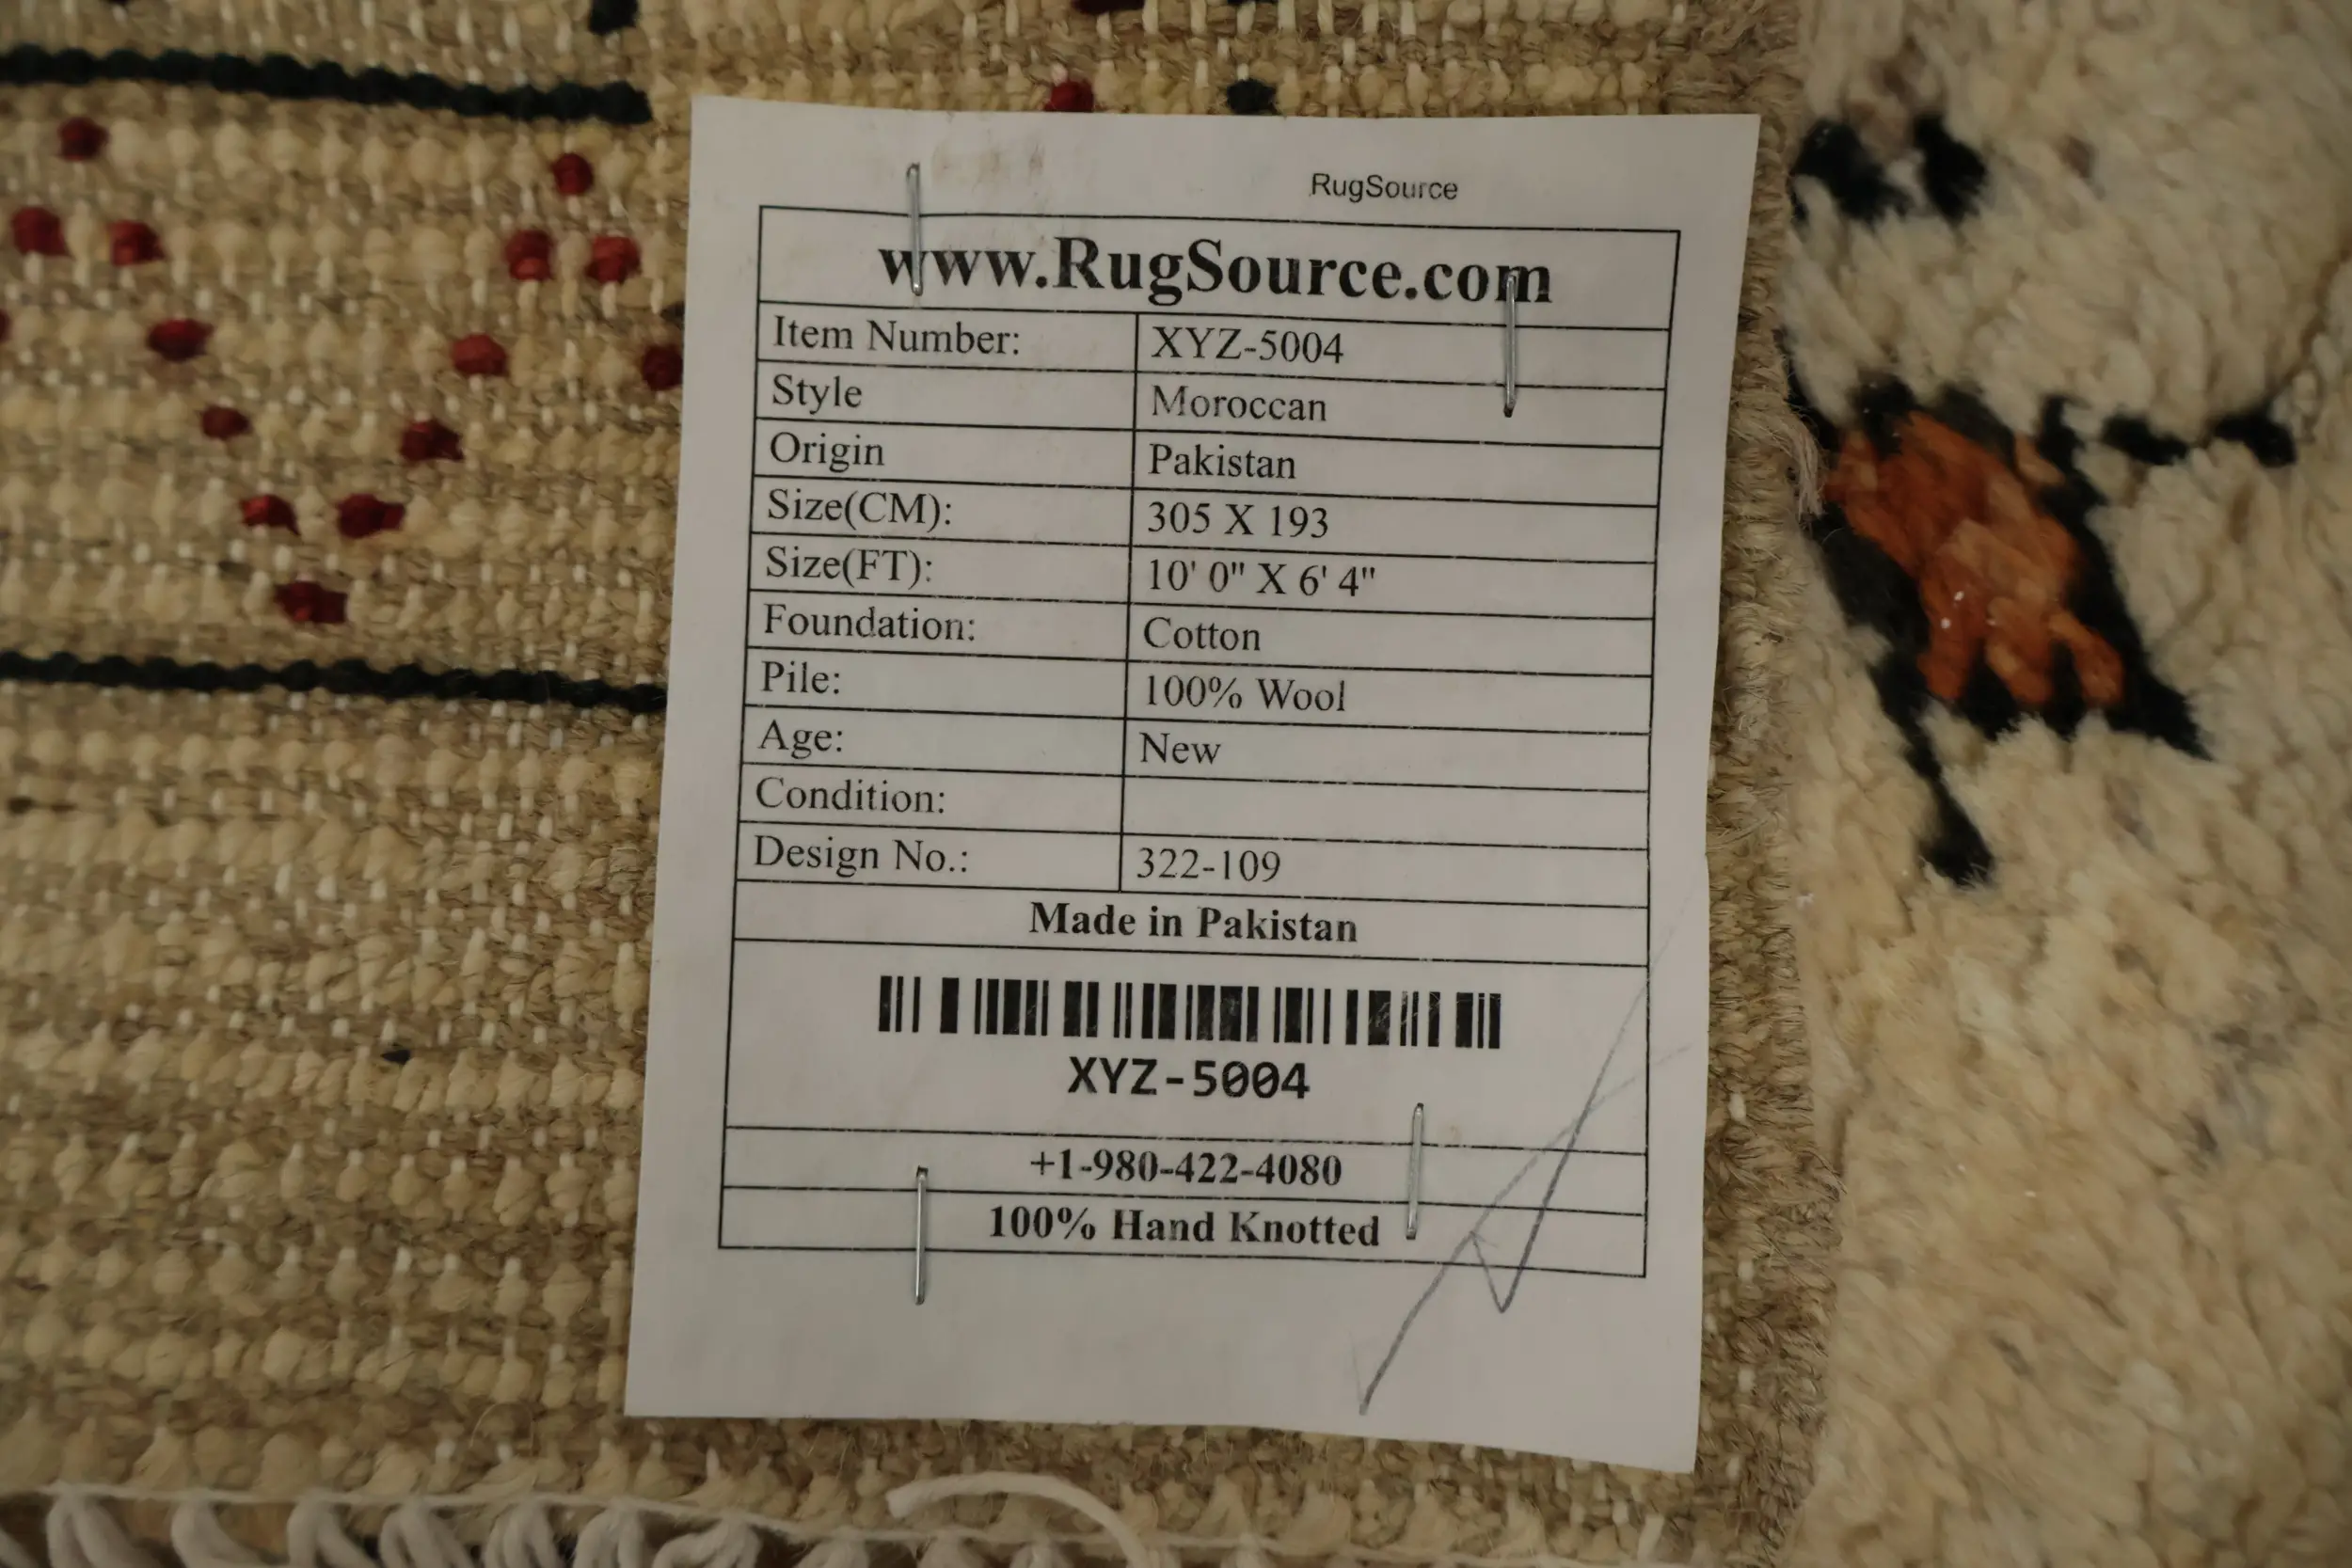 RugSource
www.RugSource.com
Item Number: XYZ-5004
Style Moroccan
Origin Pakistan
Size(CM): 305 X 193
Size(FT): 10' 0" X 6' 4"
Foundation: Cotton
Pile: 100% Wool
Age: New
Condition:
Design No.: 322-109
Made in Pakistan
XYZ-5004
+1-980-422-4080
100% Hand Knotted